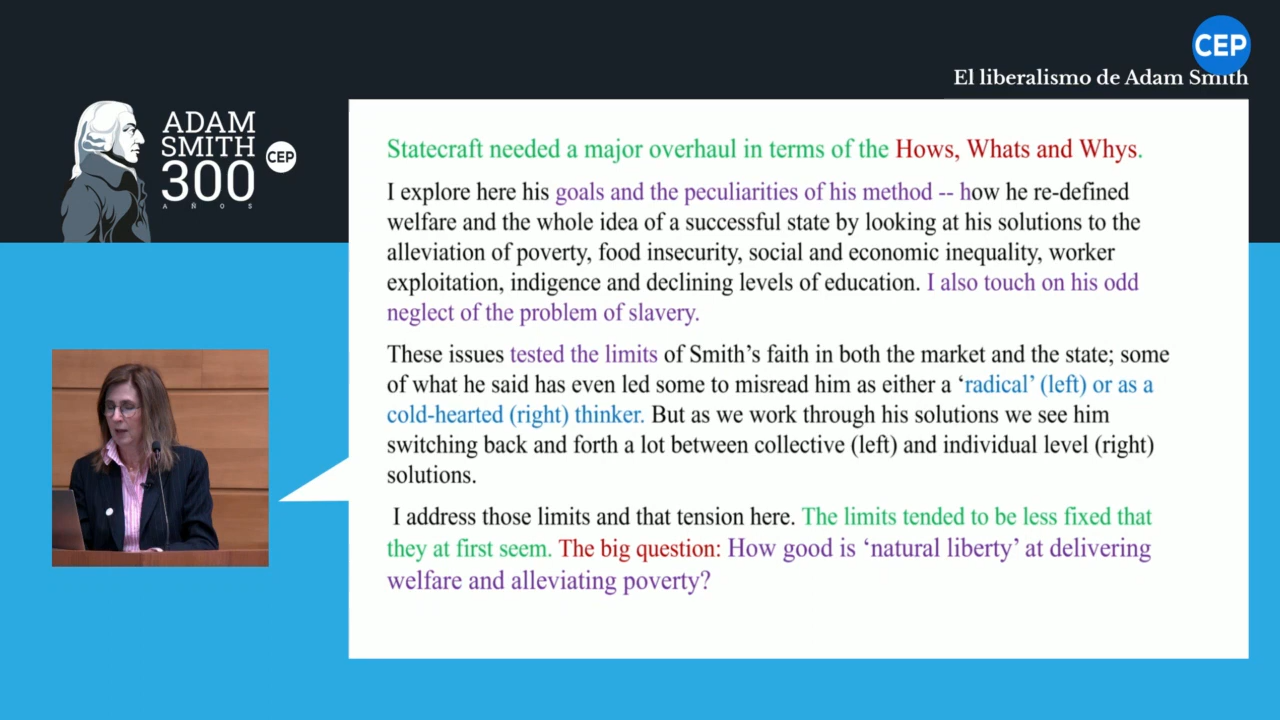 CEP
El liberalismo de Adam Smith
ADAM
SMITH
300
AÑOS
CEP
Statecraft needed a major overhaul in terms of the Hows, Whats and Whys.
I explore here his goals and the peculiarities of his method -- how he re-defined
welfare and the whole idea of a successful state by looking at his solutions to the
alleviation of poverty, food insecurity, social and economic inequality, worker
exploitation, indigence and declining levels of education. I also touch on his odd
neglect of the problem of slavery.
These issues tested the limits of Smith’s faith in both the market and the state; some
of what he said has even led some to misread him as either a ‘radical’ (left) or as a
cold-hearted (right) thinker. But as we work through his solutions we see him
switching back and forth a lot between collective (left) and individual level (right)
solutions.
I address those limits and that tension here. The limits tended to be less fixed that
they at first seem. The big question: How good is ‘natural liberty’ at delivering
welfare and alleviating poverty?